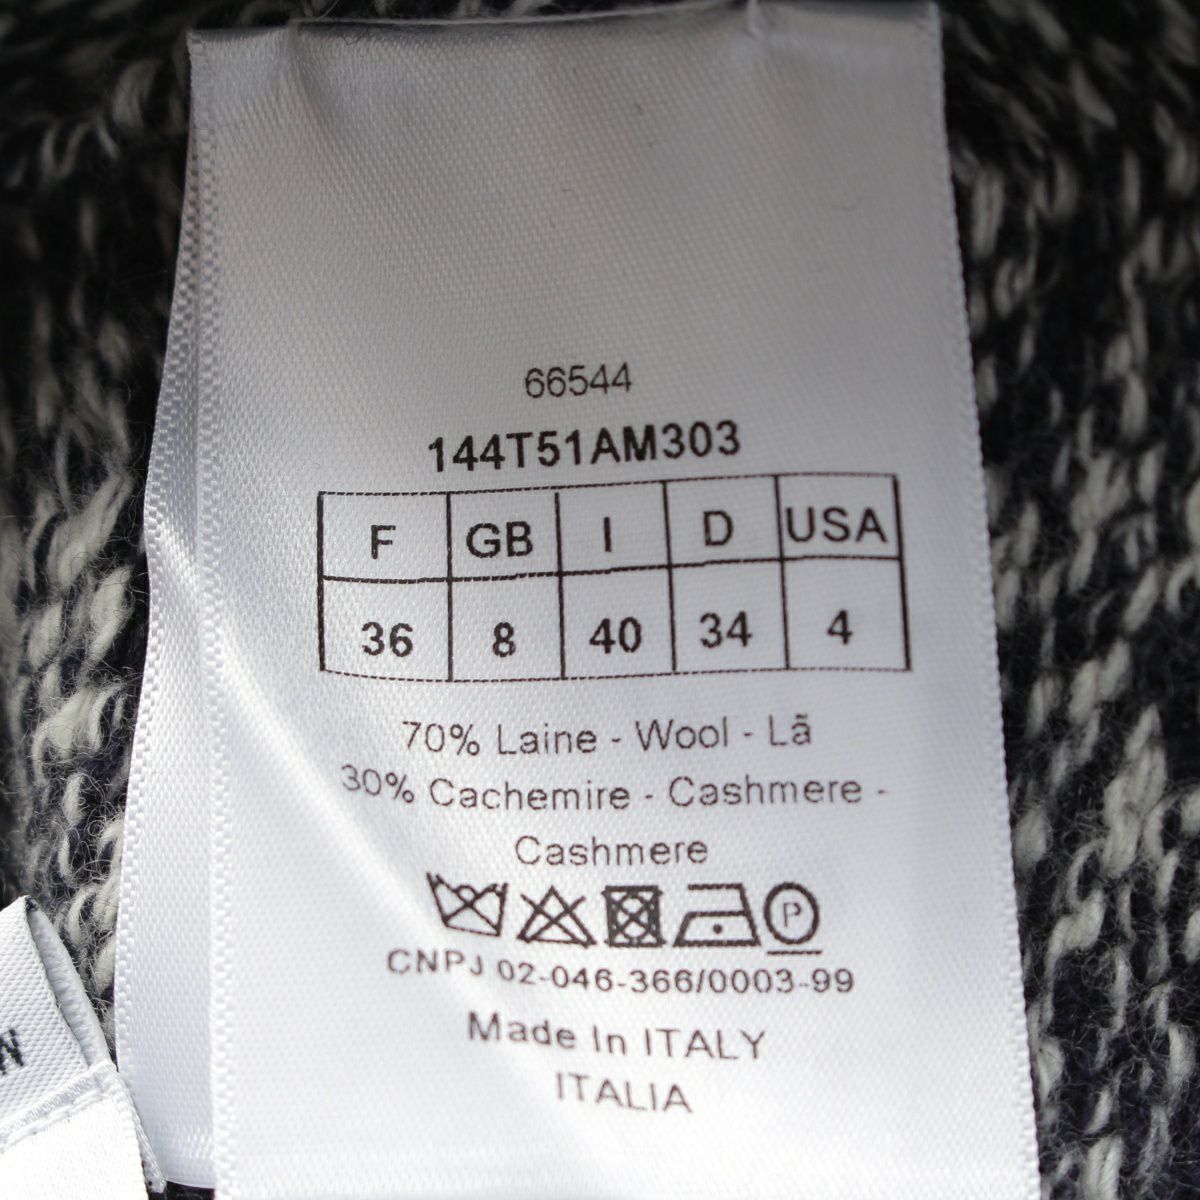 66544
144T51AM303
F GB I D USA
36 8 40 34 4
70% Laine - Wool - Lã
30% Cachemire - Cashmere -
Cashmere
P
CNPJ 02-046-366/0003-99
Made In ITALY
ITALIA